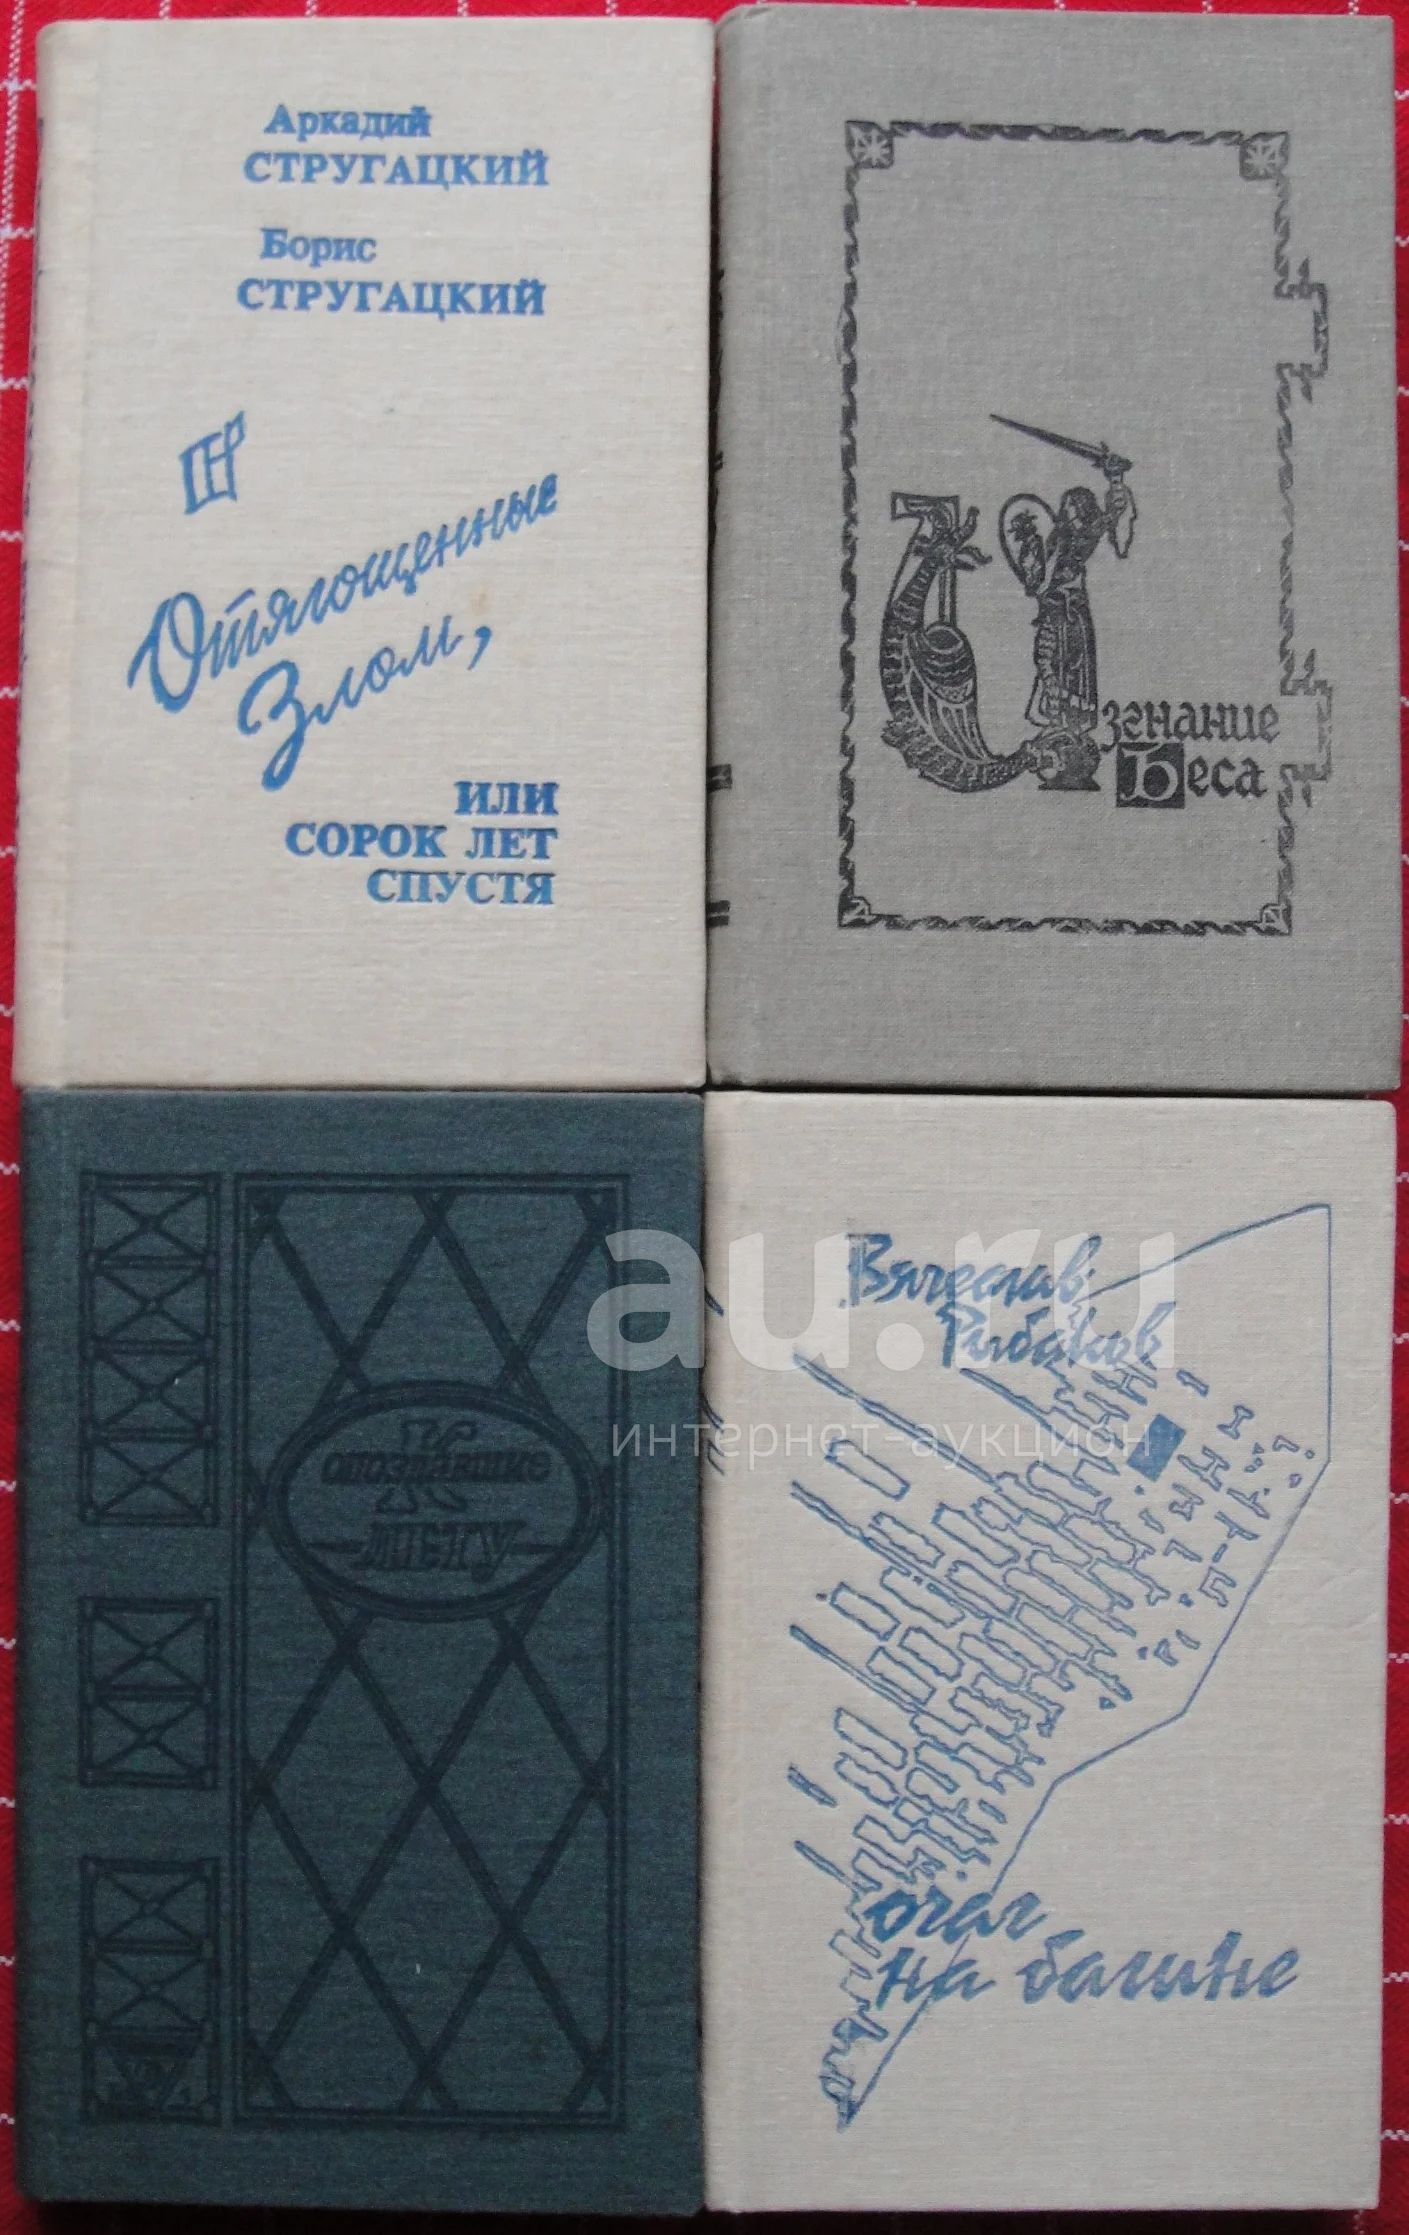 Аркадий
СТРУГАЦКИЙ
Борис
СТРУГАЦКИЙ
Отягощенные
Злом,
ИЛИ
СОРОК ЛЕТ
СПУСТЯ
Изгнание
Беса
К
опоздавшие
к
лету
Вячеслав
Рыбаков
очаг
на башне
au.ru
интернет-аукцион